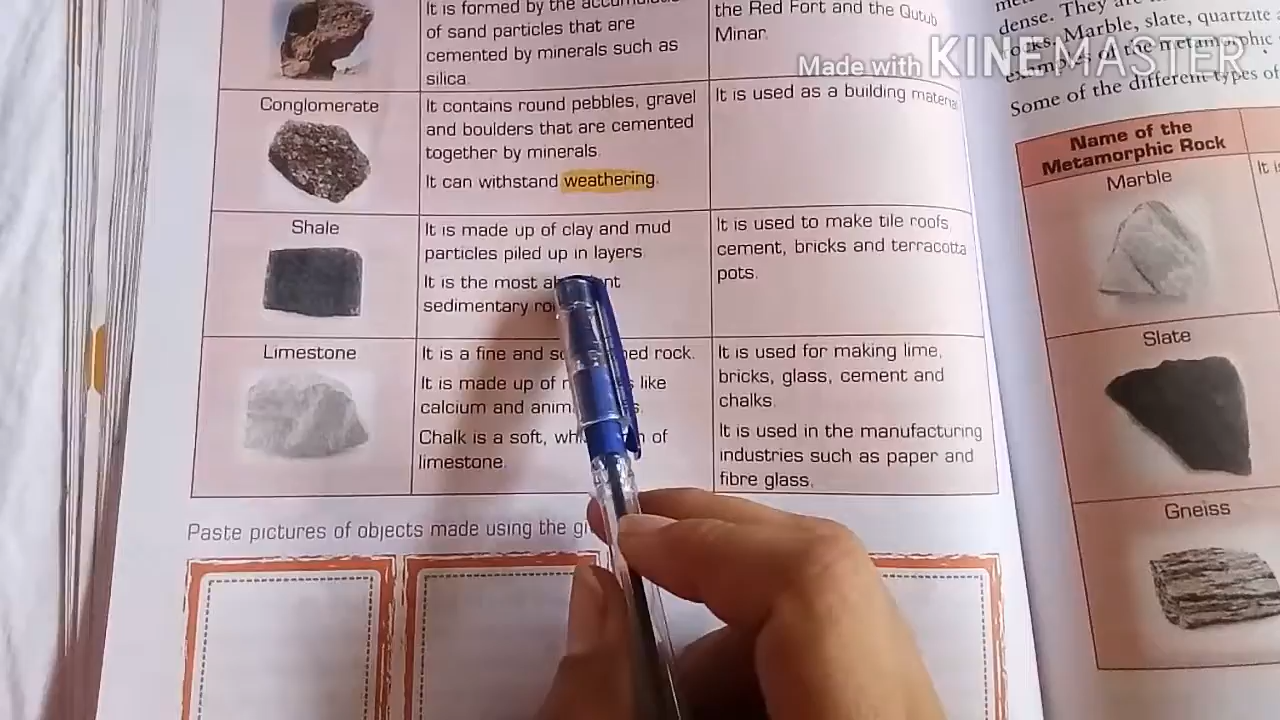 It is formed by the
of sand particles that are
cemented by minerals such as
silica.
the Red Fort and the Qutub
Minar.
Conglomerate
It contains round pebbles, gravel
and boulders that are cemented
together by minerals.
It can withstand weathering.
It is used as a building
Shale
It is made up of clay and mud
particles piled up in layers.
It is the most
sedimentary
It is used to make tile roofs,
cement, bricks and terracotta
pots.
Limestone
It is a fine and rock.
It is made up of like
calcium and
Chalk is a soft, of
limestone.
It is used for making lime,
bricks, glass, cement and
chalks.
It is used in the manufacturing
industries such as paper and
fibre glass.
Paste pictures of objects made using the
Made with KINEMASTER
dense. They
rocks. Marble, slate, quartzite
examples of the metamorphic
Some of the different types of
Name of the
Metamorphic Rock
Marble
It
Slate
Gneiss